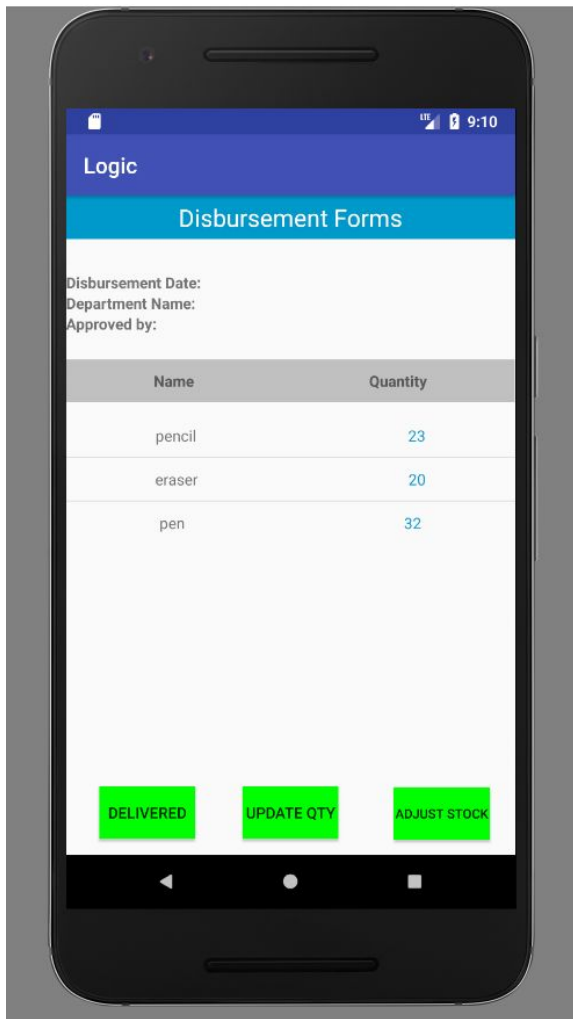 LTE 9:10
Logic
Disbursement Forms
Disbursement Date:
Department Name:
Approved by:
Name Quantity
pencil 23
eraser 20
pen 32
DELIVERED UPDATE QTY ADJUST STOCK